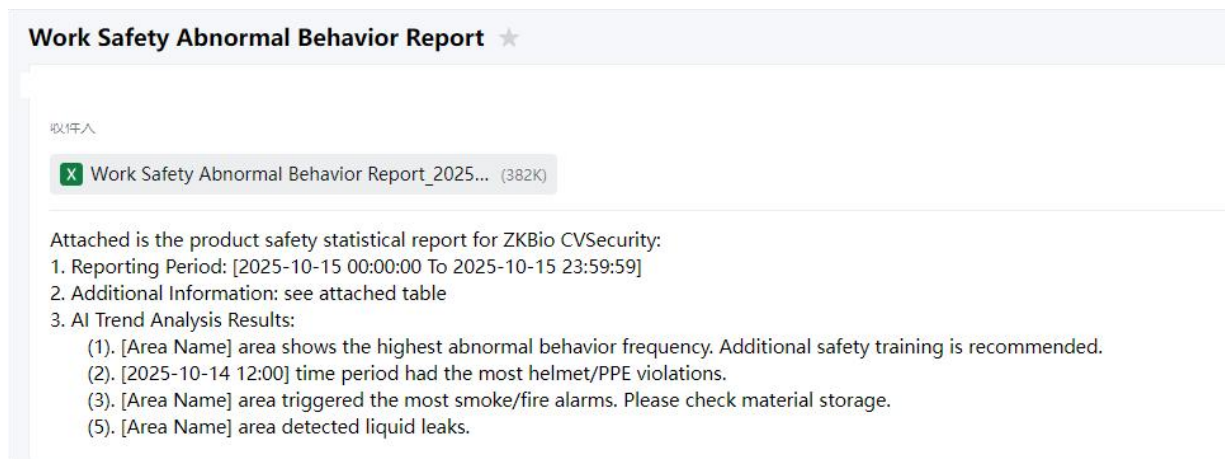 Work Safety Abnormal Behavior Report
收件人
X Work Safety Abnormal Behavior Report_2025... (382K)
Attached is the product safety statistical report for ZKBio CVSecurity:
1. Reporting Period: [2025-10-15 00:00:00 To 2025-10-15 23:59:59]
2. Additional Information: see attached table
3. AI Trend Analysis Results:
(1). [Area Name] area shows the highest abnormal behavior frequency. Additional safety training is recommended.
(2). [2025-10-14 12:00] time period had the most helmet/PPE violations.
(3). [Area Name] area triggered the most smoke/fire alarms. Please check material storage.
(5). [Area Name] area detected liquid leaks.